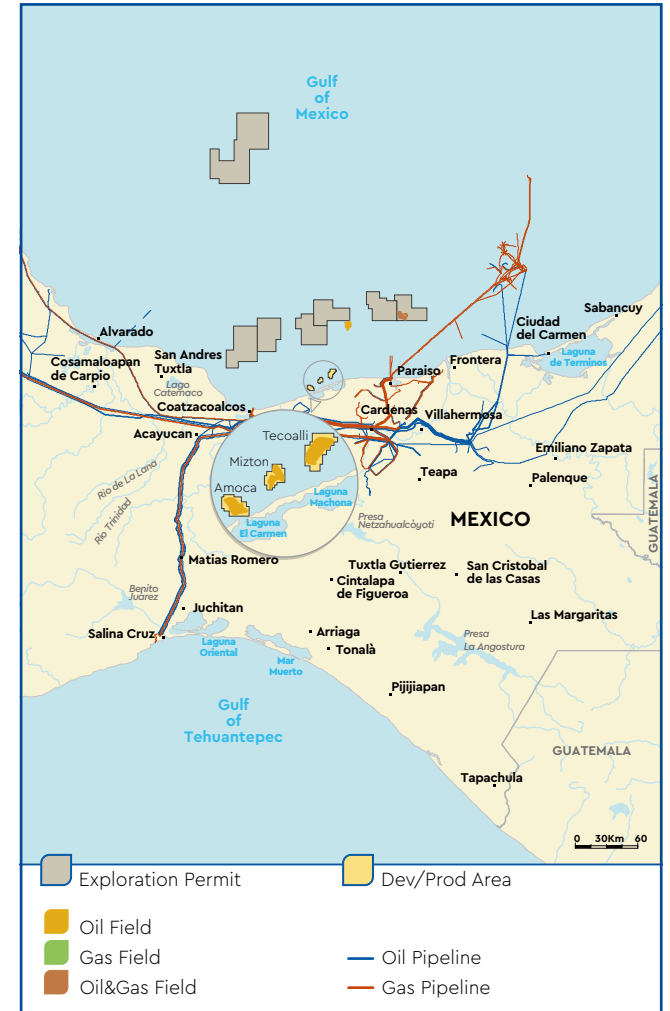 Gulf
of
Mexico
Sabancuy
Ciudad
del Carmen
Alvarado
Laguna
de Terminos
San Andres
Tuxtla
Cosamaloapan
de Carpio
Frontera
Paraiso
Lago
Catemaco
Coatzacoalcos
Cardenas
Villahermosa
Acayucan
Tecoalli
Emiliano Zapata
Mizton
Teapa
Palenque
Rio de La Lana
Amoca
Laguna
Machona
GUATEMALA
Rio Trinidad
Laguna
El Carmen
Presa
Netzahualcòyoti
MEXICO
Matias Romero
Tuxtla Gutierrez
San Cristobal
de las Casas
Cintalapa
de Figueroa
Benito
Juárez
Juchitan
Las Margaritas
Salina Cruz
Arriaga
Presa
La Angostura
Laguna
Oriental
Tonalà
Mar
Muerto
Pijijiapan
Gulf
of
Tehuantepec
GUATEMALA
Tapachula
0 30Km 60
Exploration Permit
Dev/Prod Area
Oil Field
Gas Field
Oil Pipeline
Oil&Gas Field
Gas Pipeline